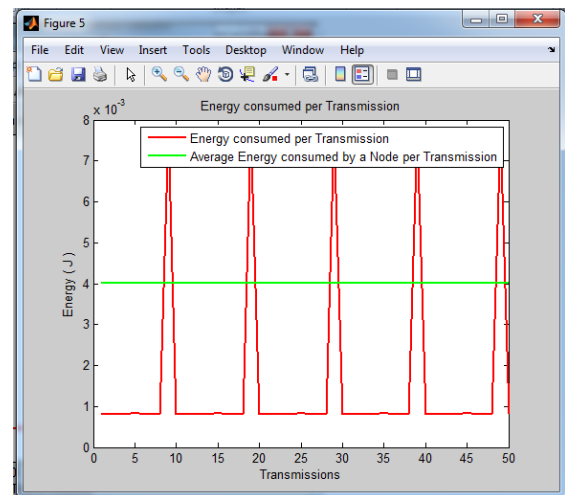 Figure 5
File Edit View Insert Tools Desktop Window Help
x 10^-3
Energy consumed per Transmission
Energy consumed per Transmission
Average Energy consumed by a Node per Transmission
8
7
6
5
4
3
2
1
0
Energy ( J )
0 5 10 15 20 25 30 35 40 45 50
Transmissions